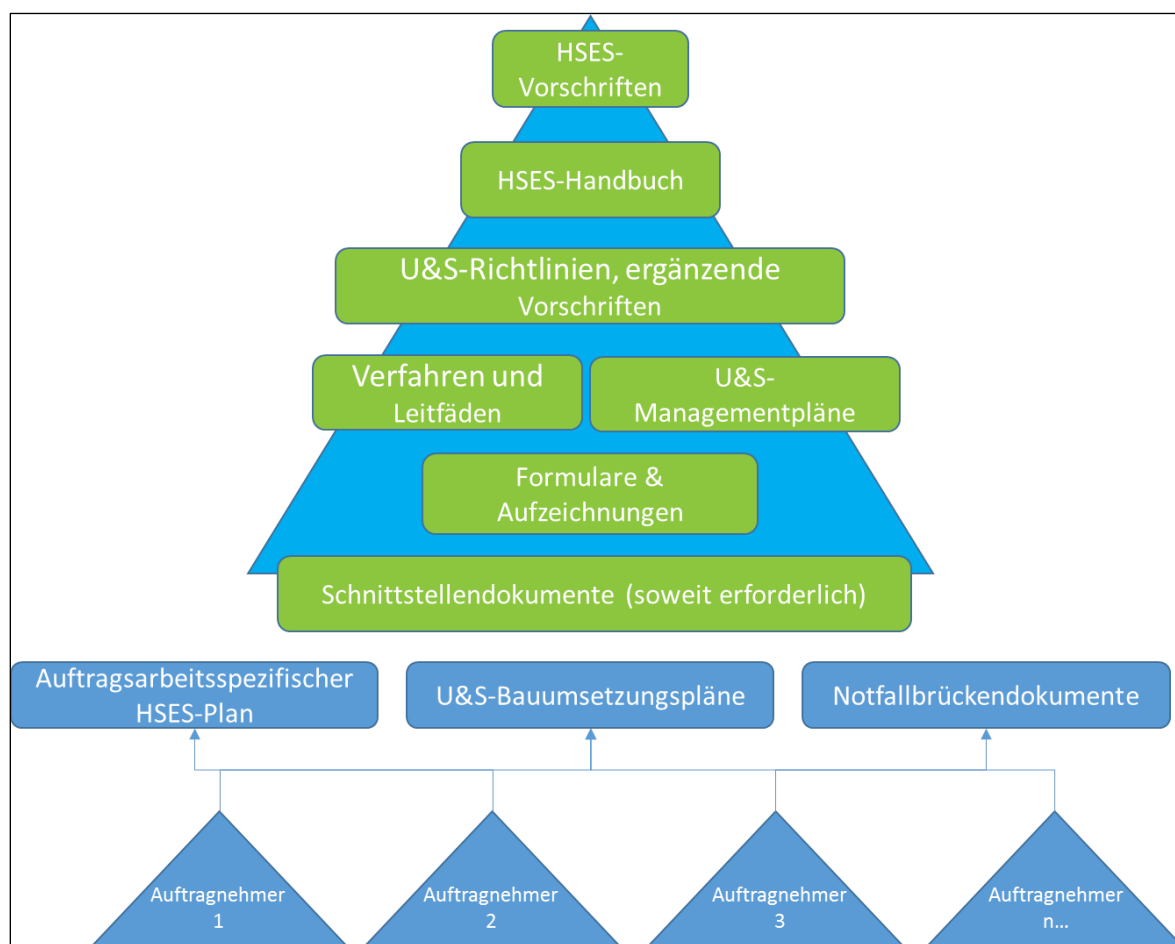 HSES-
Vorschriften
HSES-Handbuch
U&S-Richtlinien, ergänzende
Vorschriften
Verfahren und
Leitfäden
U&S-
Managementpläne
Formulare &
Aufzeichnungen
Schnittstellendokumente (soweit erforderlich)
Auftragsarbeitsspezifischer
HSES-Plan
U&S-Bauumsetzungspläne
Notfallbrückendokumente
Auftragnehmer
1
Auftragnehmer
2
Auftragnehmer
3
Auftragnehmer
n...